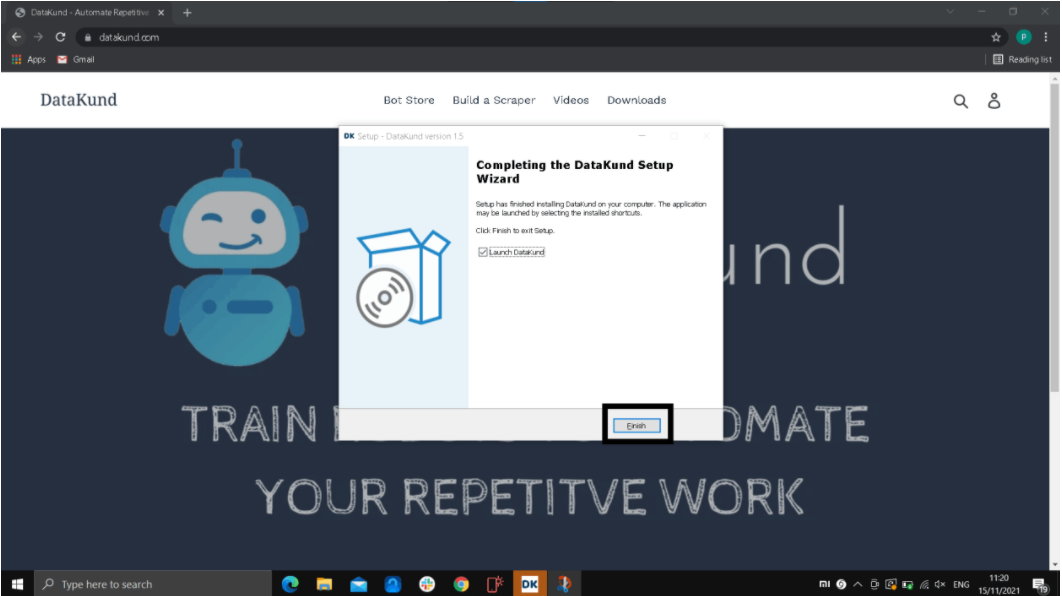 DataKund - Automate Repetitive
datakund.com
P
Apps
Gmail
Reading list
DataKund
Bot Store
Build a Scraper
Videos
Downloads
DK Setup - DataKund version 1.5
Completing the DataKund Setup
Wizard
Setup has finished installing DataKund on your computer. The application
may be launched by selecting the installed shortcuts.
Click Finish to exit Setup.
Launch DataKund
Finish
und
TRAIN
OMATE
YOUR REPETITVE WORK
Type here to search
DK
ENG
11:20
15/11/2021
19